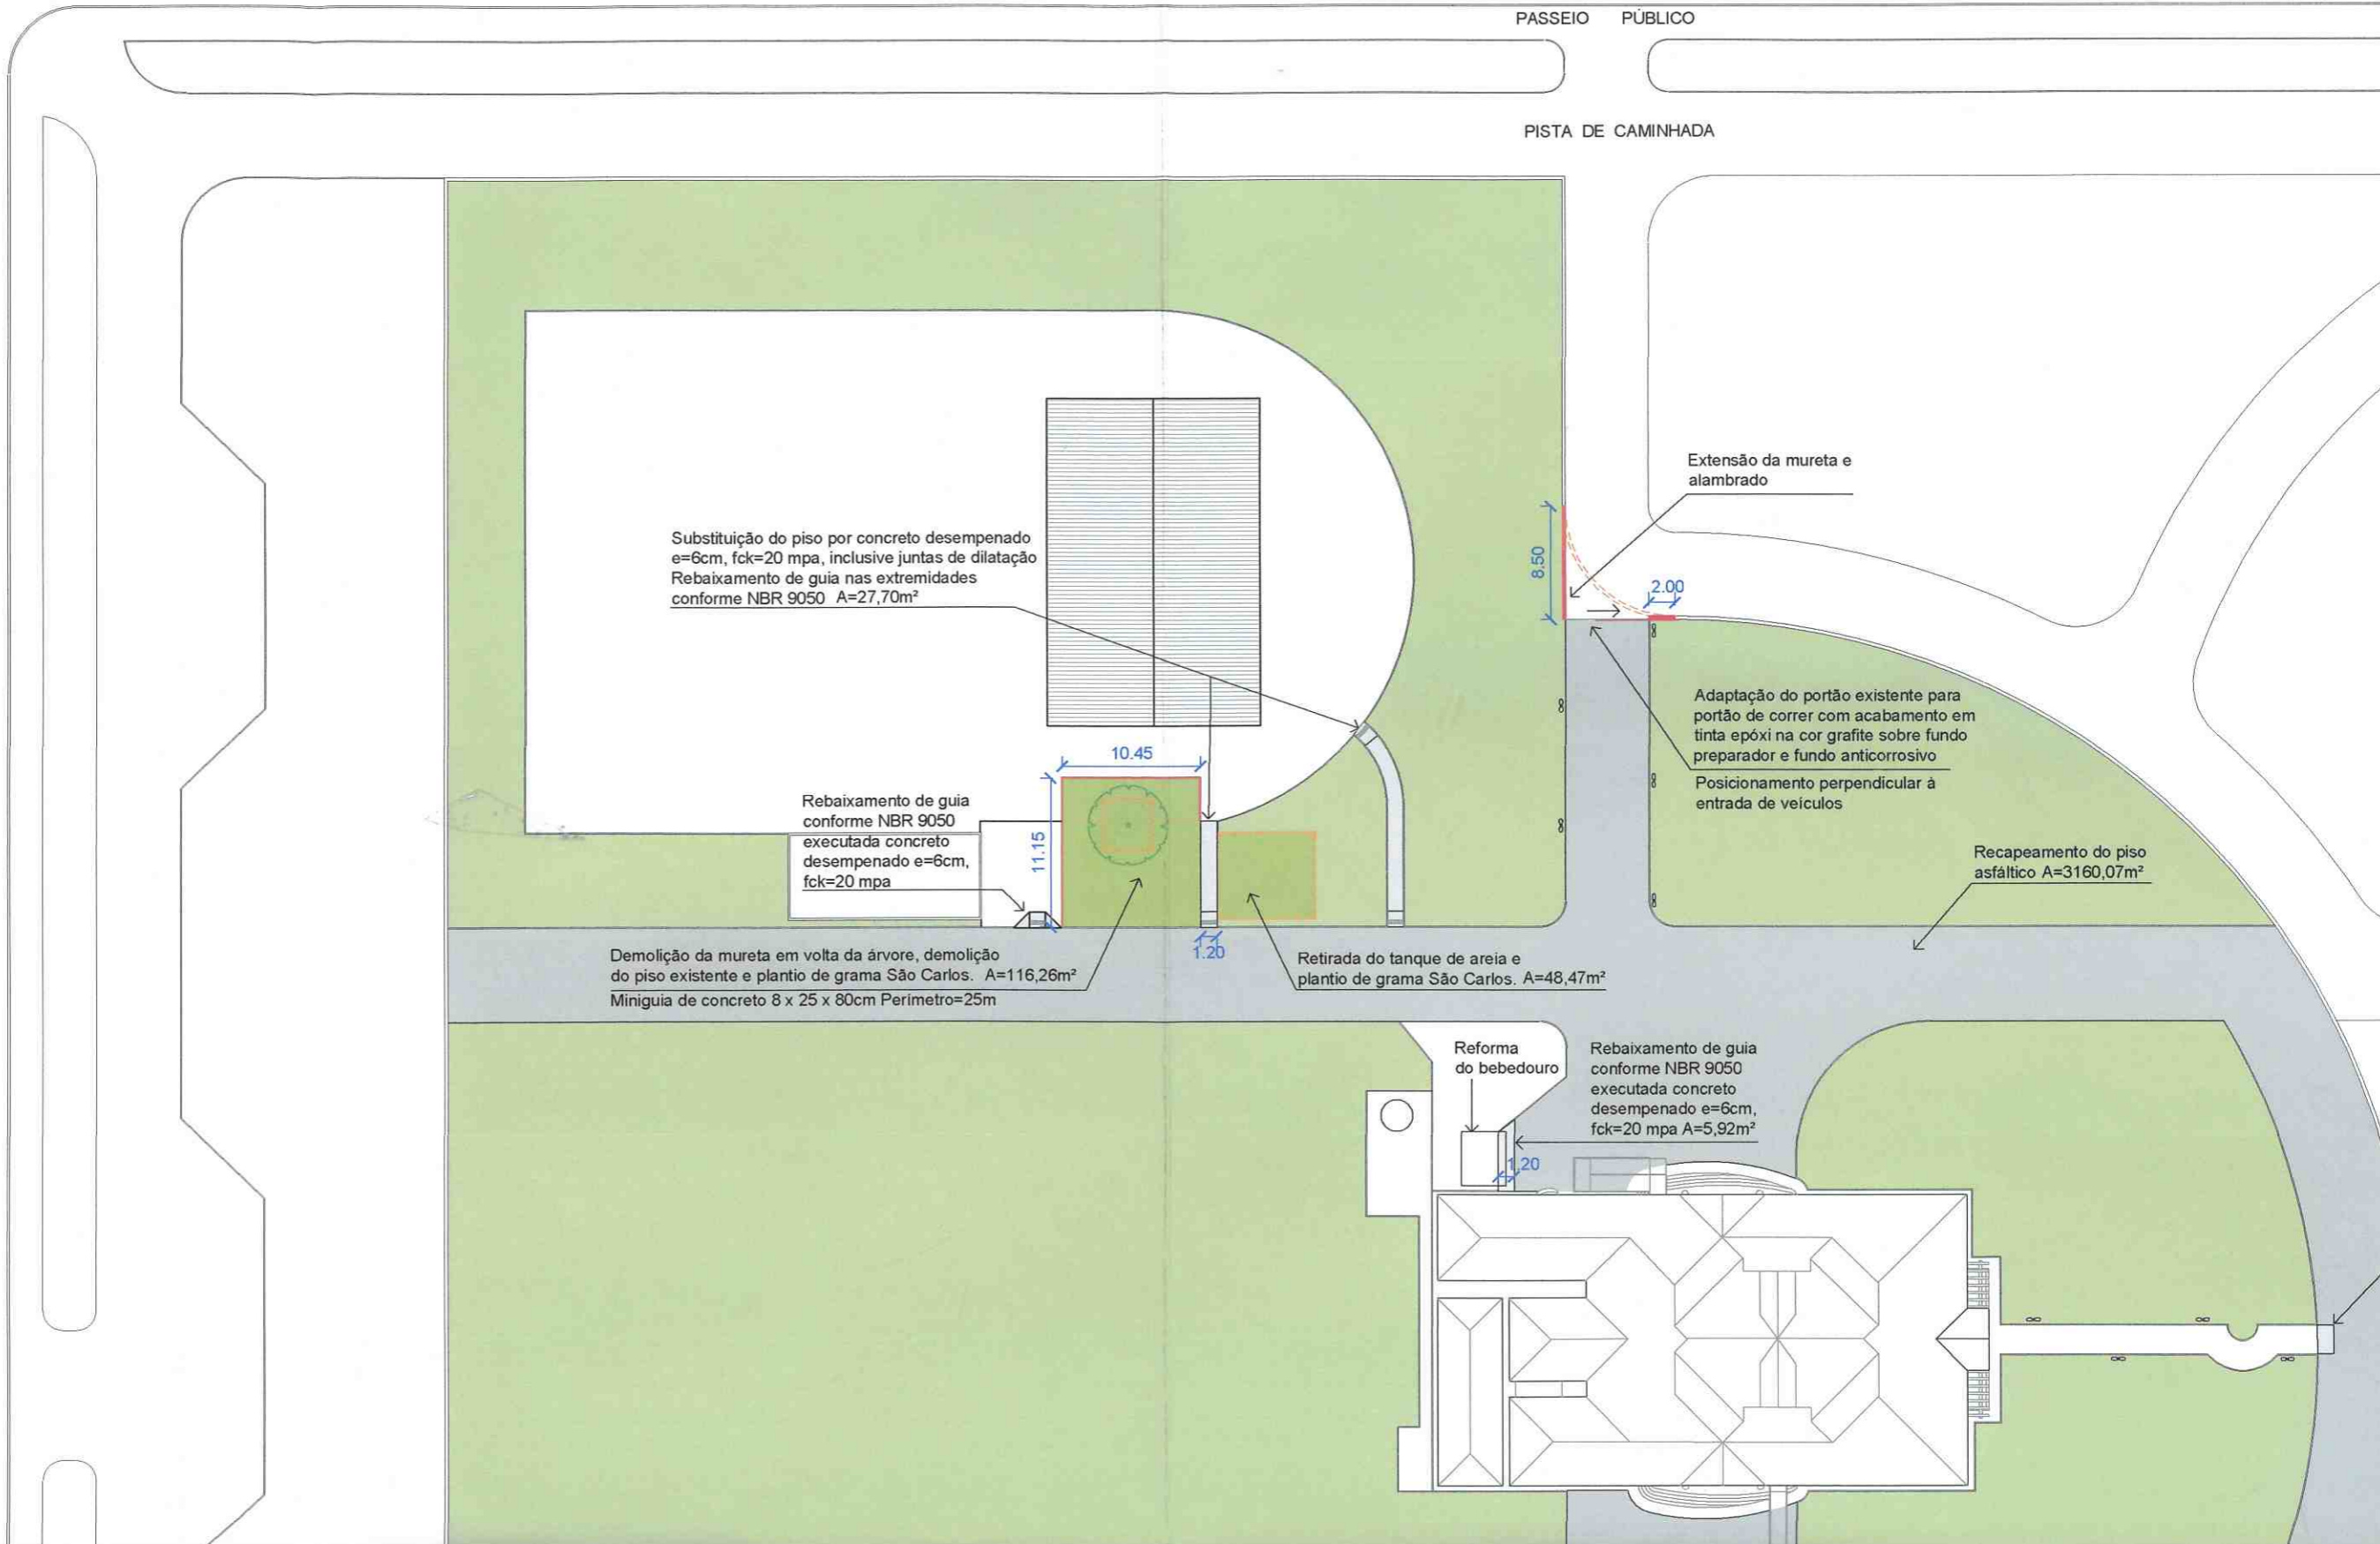 PASSEIO PÚBLICO
PISTA DE CAMINHADA
Extensão da mureta e
alambrado
8.50
2.00
Substituição do piso por concreto desempenado
e=6cm, fck=20 mpa, inclusive juntas de dilatação
Rebaixamento de guia nas extremidades
conforme NBR 9050 A=27,70m²
Adaptação do portão existente para
portão de correr com acabamento em
tinta epóxi na cor grafite sobre fundo
preparador e fundo anticorrosivo
Posicionamento perpendicular à
entrada de veículos
10.45
11.15
Rebaixamento de guia
conforme NBR 9050
executada concreto
desempenado e=6cm,
fck=20 mpa
Recapeamento do piso
asfáltico A=3160,07m²
Demolição da mureta em volta da árvore, demolição
do piso existente e plantio de grama São Carlos. A=116,26m²
Miniguia de concreto 8 x 25 x 80cm Perímetro=25m
1.20
Retirada do tanque de areia e
plantio de grama São Carlos. A=48,47m²
Reforma
do bebedouro
Rebaixamento de guia
conforme NBR 9050
executada concreto
desempenado e=6cm,
fck=20 mpa A=5,92m²
1.20